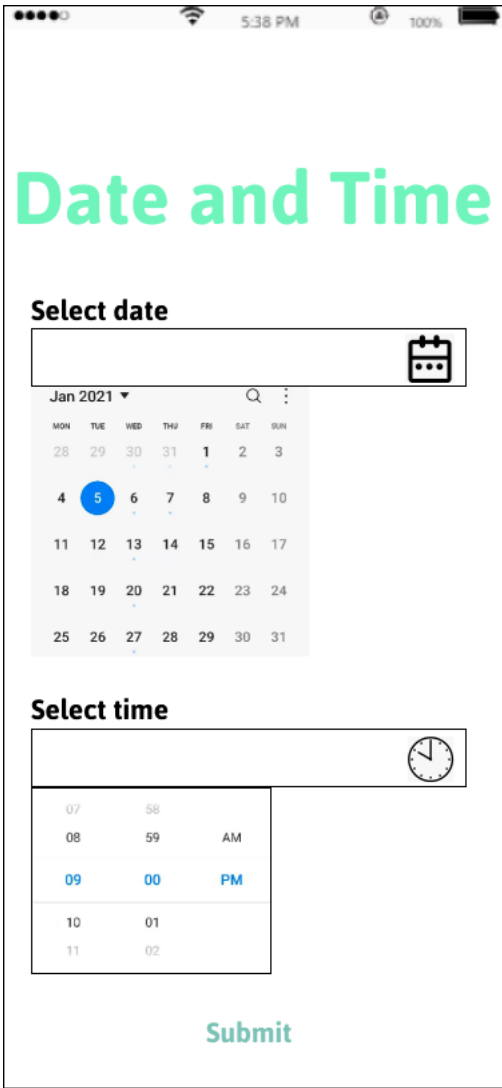 5:38 PM 100%
Date and Time
Select date
Jan 2021
MON TUE WED THU FRI SAT SUN
28 29 30 31 1 2 3
4 5 6 7 8 9 10
11 12 13 14 15 16 17
18 19 20 21 22 23 24
25 26 27 28 29 30 31
Select time
07 58
08 59 AM
09 00 PM
10 01
11 02
Submit